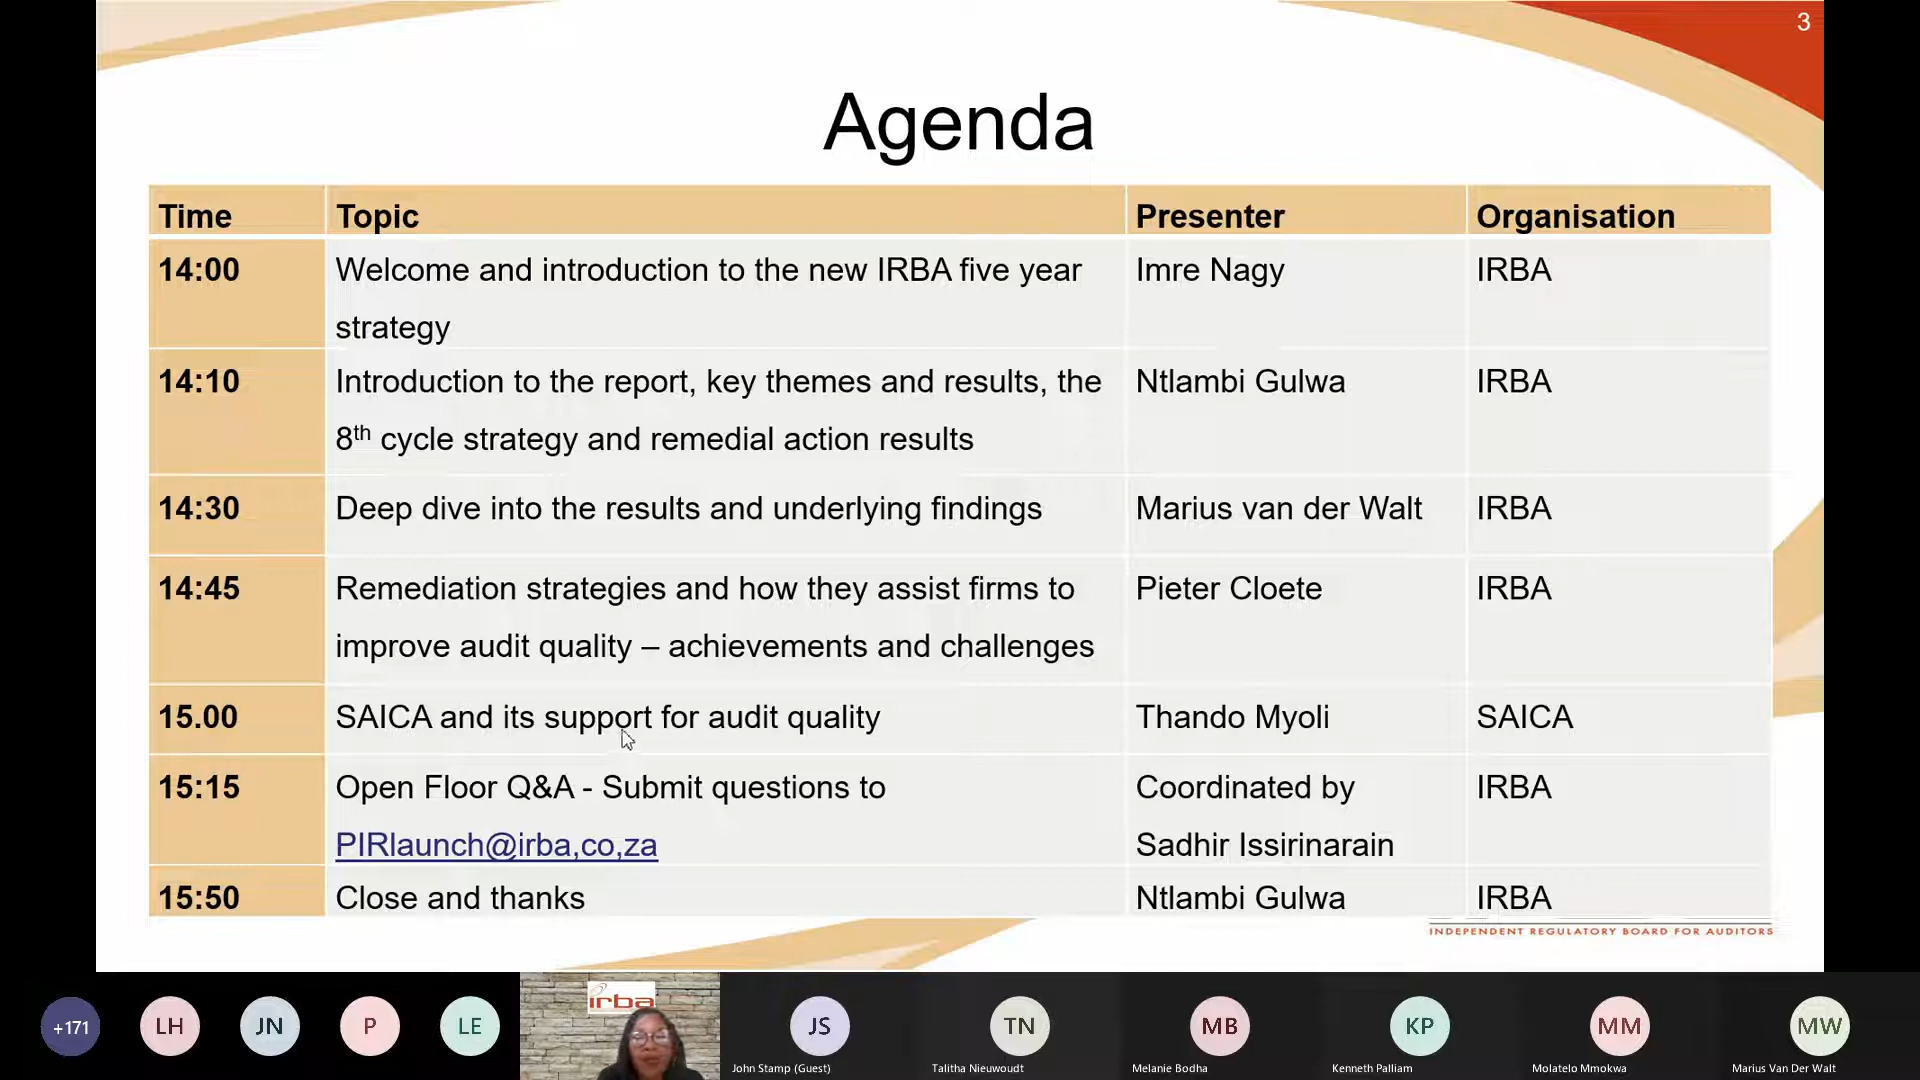 3
Agenda
Time Topic Presenter Organisation
14:00 Welcome and introduction to the new IRBA five year Imre Nagy IRBA
strategy
14:10 Introduction to the report, key themes and results, the Ntlambi Gulwa IRBA
8th cycle strategy and remedial action results
14:30 Deep dive into the results and underlying findings Marius van der Walt IRBA
14:45 Remediation strategies and how they assist firms to Pieter Cloete IRBA
improve audit quality – achievements and challenges
15.00 SAICA and its support for audit quality Thando Myoli SAICA
15:15 Open Floor Q&A - Submit questions to Coordinated by IRBA
PIRlaunch@irba,co,za Sadhir Issirinarain
15:50 Close and thanks Ntlambi Gulwa IRBA
INDEPENDENT REGULATORY BOARD FOR AUDITORS
+171 LH JN P LE irba JS TN MB KP MM MW
John Stamp (Guest) Talitha Nieuwoudt Melanie Bodha Kenneth Palliam Molatelo Mmokwa Marius Van Der Walt